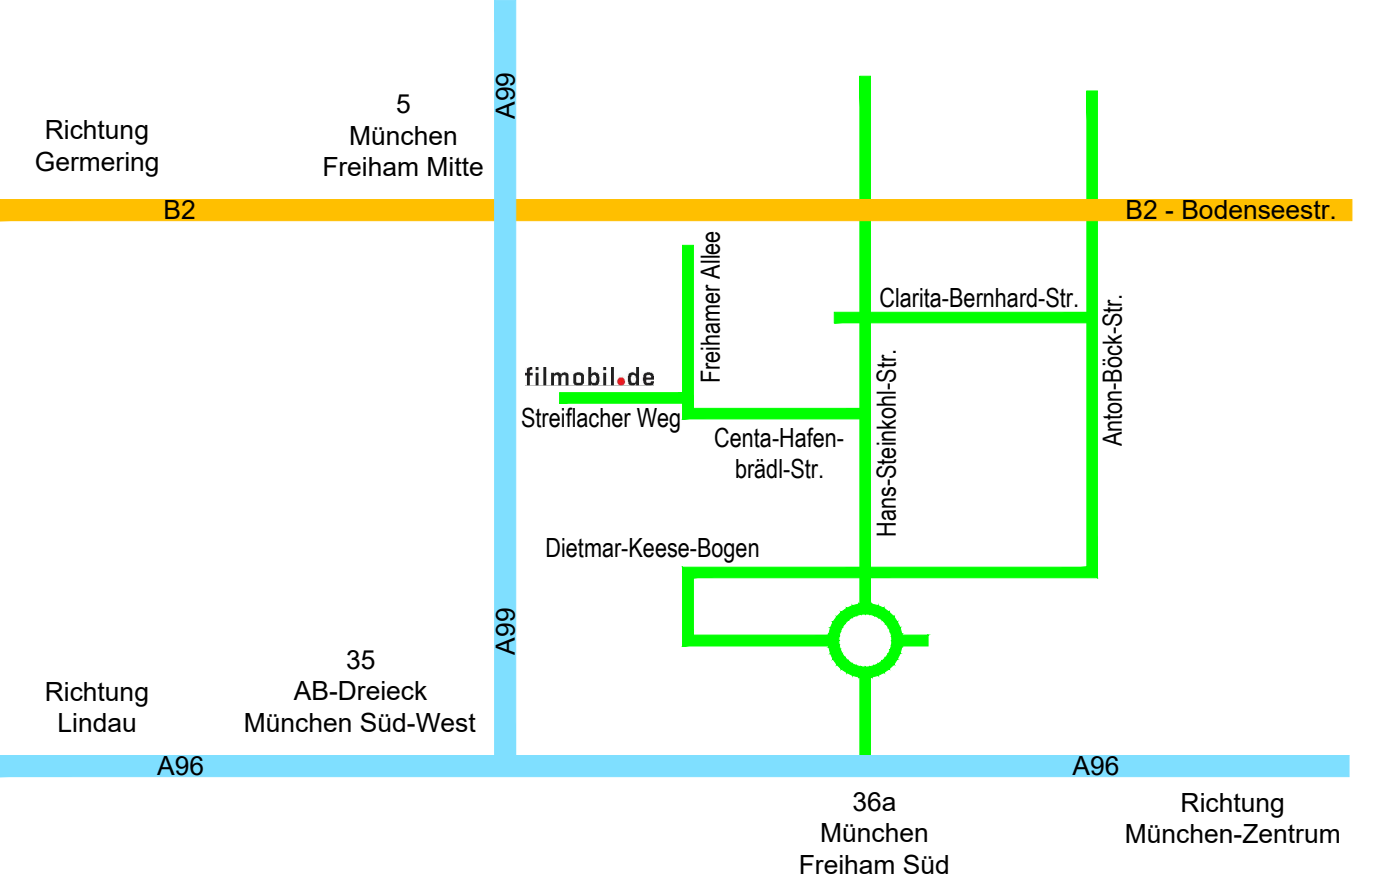 A99
5
München
Freiham Mitte
Richtung
Germering
B2
B2 - Bodenseestr.
Freihamer Allee
Clarita-Bernhard-Str.
Anton-Böck-Str.
filmobil.de
Streiflacher Weg
Hans-Steinkohl-Str.
Centa-Hafen-
brädl-Str.
Dietmar-Keese-Bogen
A99
35
AB-Dreieck
München Süd-West
Richtung
Lindau
A96
A96
36a
München
Freiham Süd
Richtung
München-Zentrum